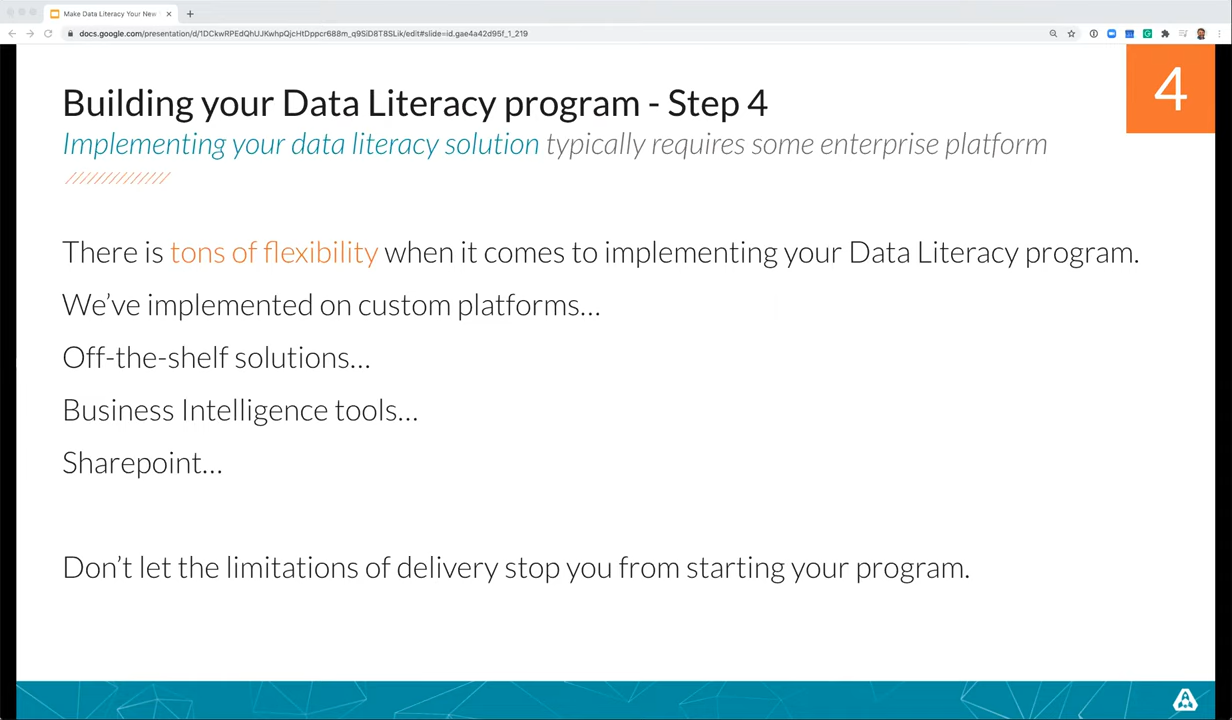 Make Data Literacy Your New
docs.google.com/presentation/d/1DCkwRPEdQhUJKwhpQjcHtDppcr688m_q9SiD8T8SLik/edit#slide=id.gae4a42d95f_1_219
4
Building your Data Literacy program - Step 4
Implementing your data literacy solution typically requires some enterprise platform
There is tons of flexibility when it comes to implementing your Data Literacy program.
We’ve implemented on custom platforms…
Off-the-shelf solutions…
Business Intelligence tools…
Sharepoint…
Don’t let the limitations of delivery stop you from starting your program.